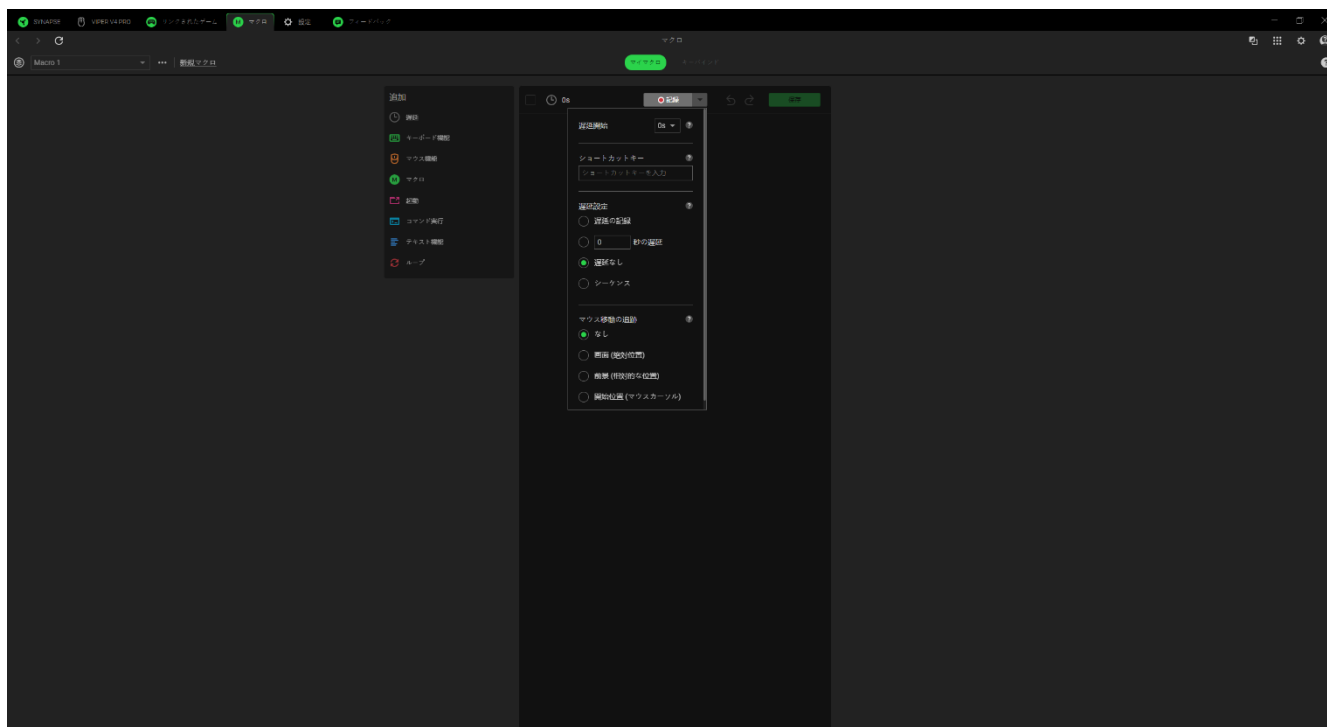 SYNAPSE
VIPER V4 PRO
リンクされたゲーム
マクロ
設定
フィードバック
マクロ
Macro 1
新規マクロ
マイマクロ
キーバインド
追加
遅延
キーボード機能
マウス機能
マクロ
起動
コマンド実行
テキスト機能
ループ
0s
記録
保存
遅延開始
0s
ショートカットキー
ショートカットキーを入力
遅延設定
遅延の記録
0 秒の遅延
遅延なし
シーケンス
マウス移動の追跡
なし
画面 (絶対位置)
前景 (相対的な位置)
開始位置 (マウスカーソル)